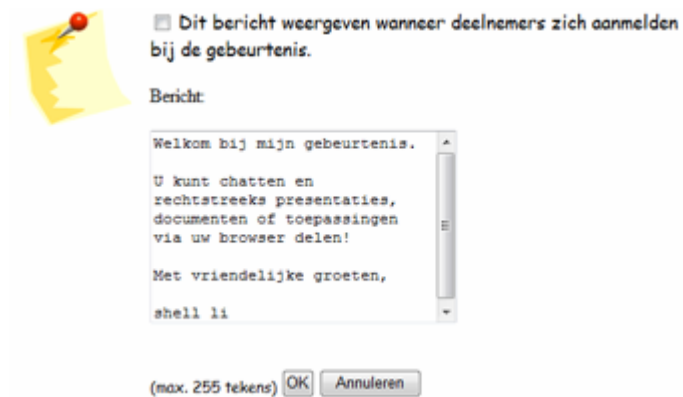 Dit bericht weergeven wanneer deelnemers zich aanmelden
bij de gebeurtenis.
Bericht:
Welkom bij mijn gebeurtenis.
U kunt chatten en
rechtstreeks presentaties,
documenten of toepassingen
via uw browser delen!
Met vriendelijke groeten,
shell li
(max. 255 tekens) OK Annuleren